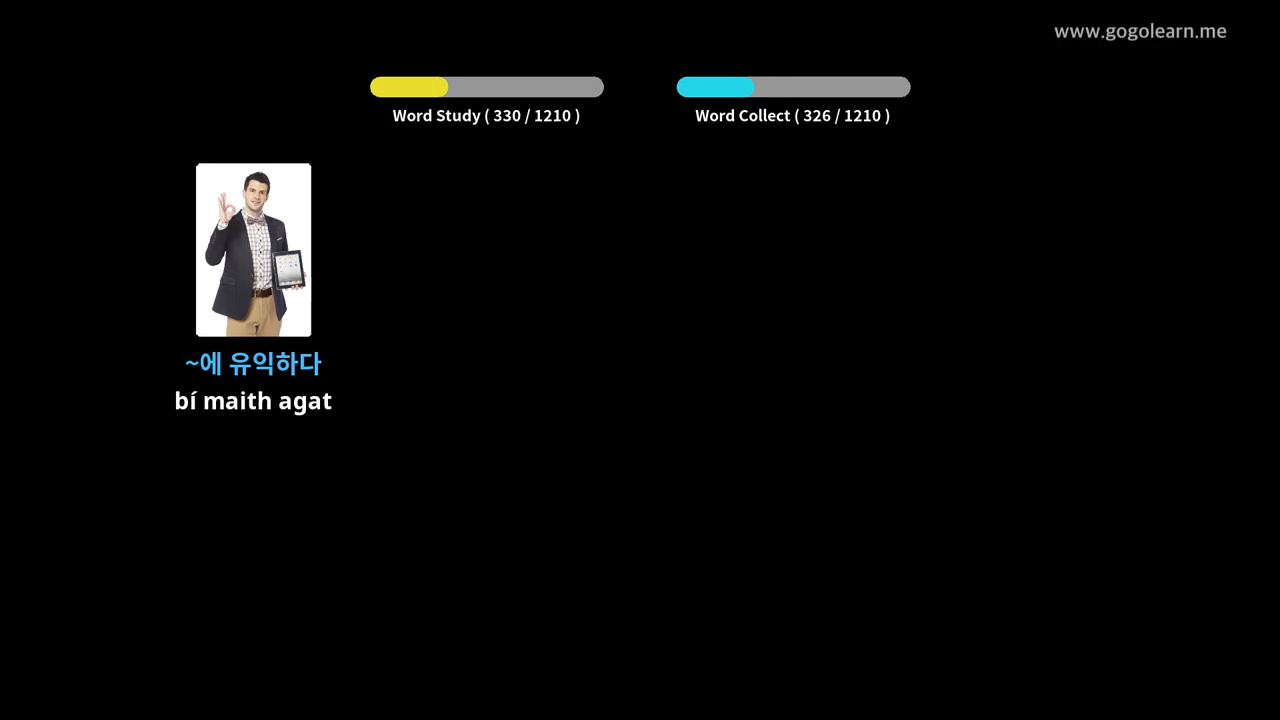 www.gogolearn.me
Word Study ( 330 / 1210 )
Word Collect ( 326 / 1210 )
~에 유익하다
bí maith agat